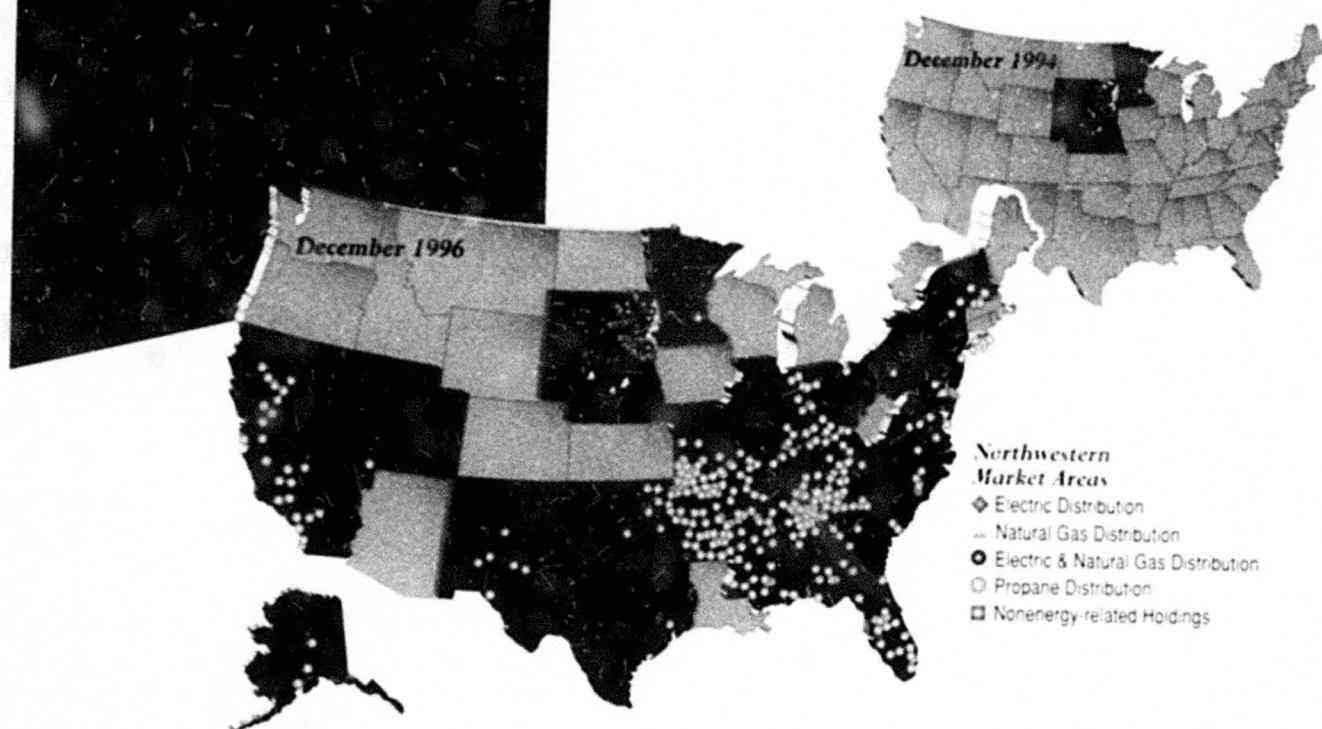 December 1994
December 1996
Northwestern
Market Areas
Electric Distribution
Natural Gas Distribution
Electric & Natural Gas Distribution
Propane Distribution
Nonenergy-related Holdings